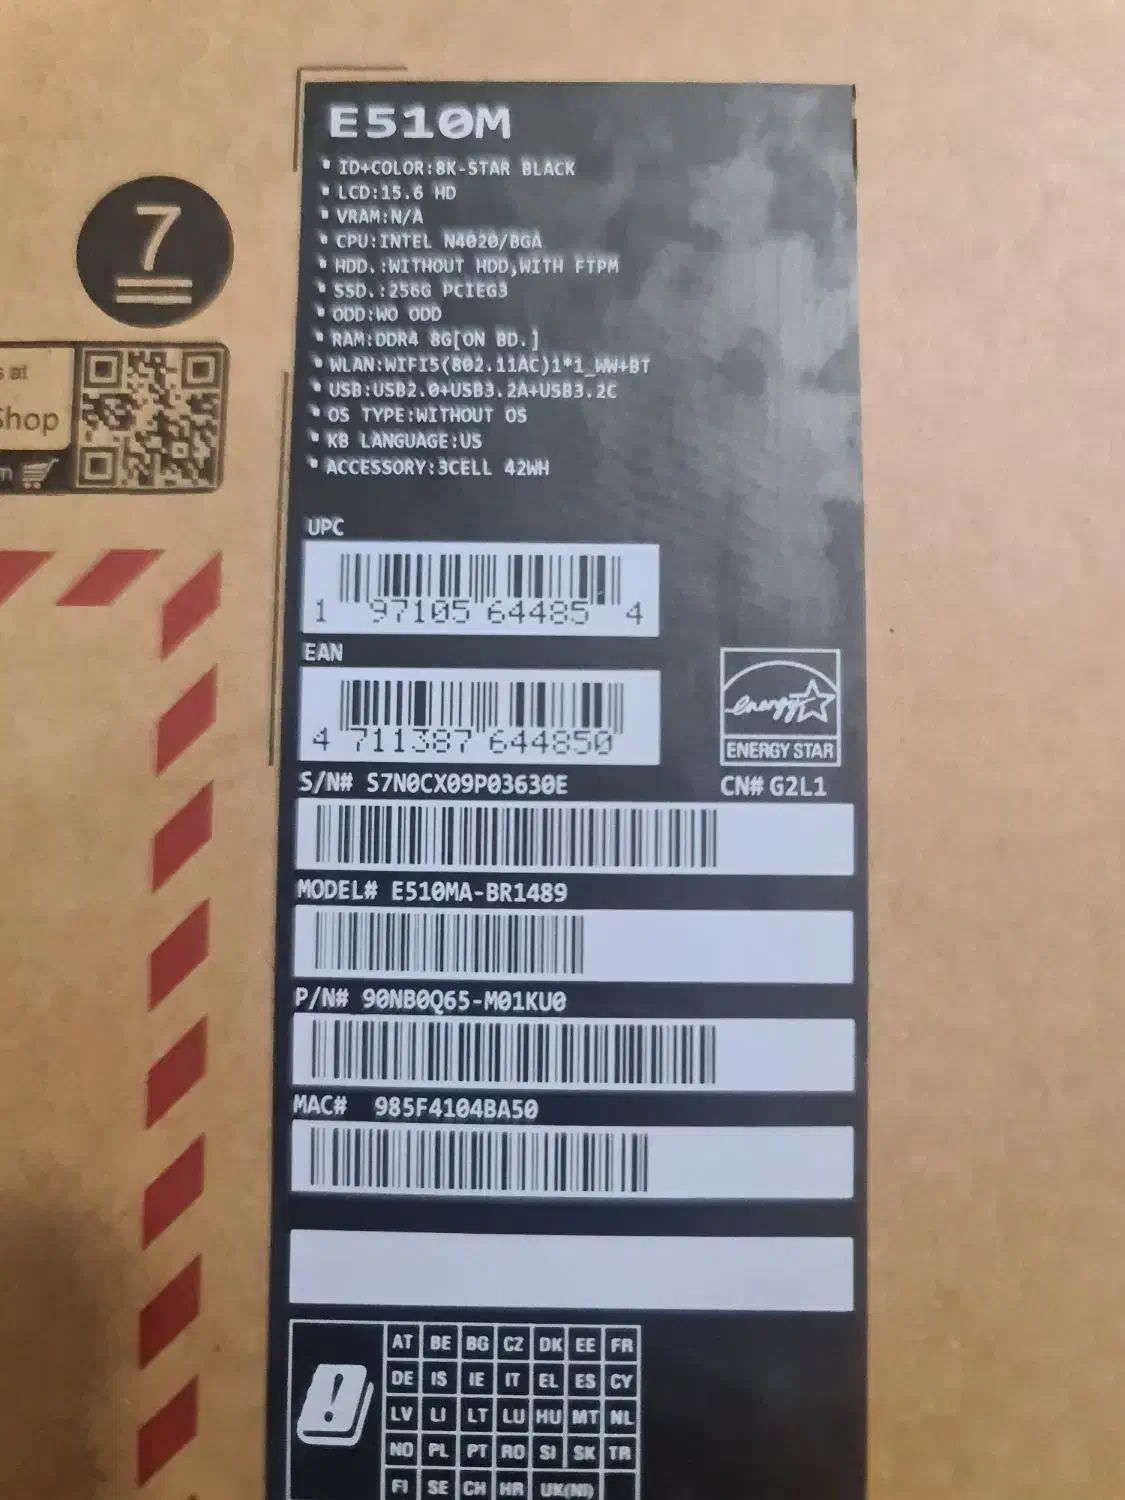 E510M
ID+COLOR:8K-STAR BLACK
LCD:15.6 HD
VRAM:N/A
CPU:INTEL N4020/BGA
HDD.:WITHOUT HDD,WITH FTPM
SSD.:256G PCIEG3
ODD:WO ODD
RAM:DDR4 8G[ON BD.]
WLAN:WIFI5(802.11AC)1*1_WW+BT
USB:USB2.0+USB3.2A+USB3.2C
OS TYPE:WITHOUT OS
KB LANGUAGE:US
ACCESSORY:3CELL 42WH
7
s at
Shop
m
UPC
1 97105 64485 4
EAN
4 711387 644850
energy
ENERGY STAR
S/N# S7N0CX09P03630E
CN# G2L1
MODEL# E510MA-BR1489
P/N# 90NB0Q65-M01KU0
MAC# 985F4104BA50
AT BE BG CZ DK EE FR
DE IS IE IT EL ES CY
LV LI LT LU HU MT NL
NO PL PT RO SI SK TR
FI SE CH HR UK(NI)